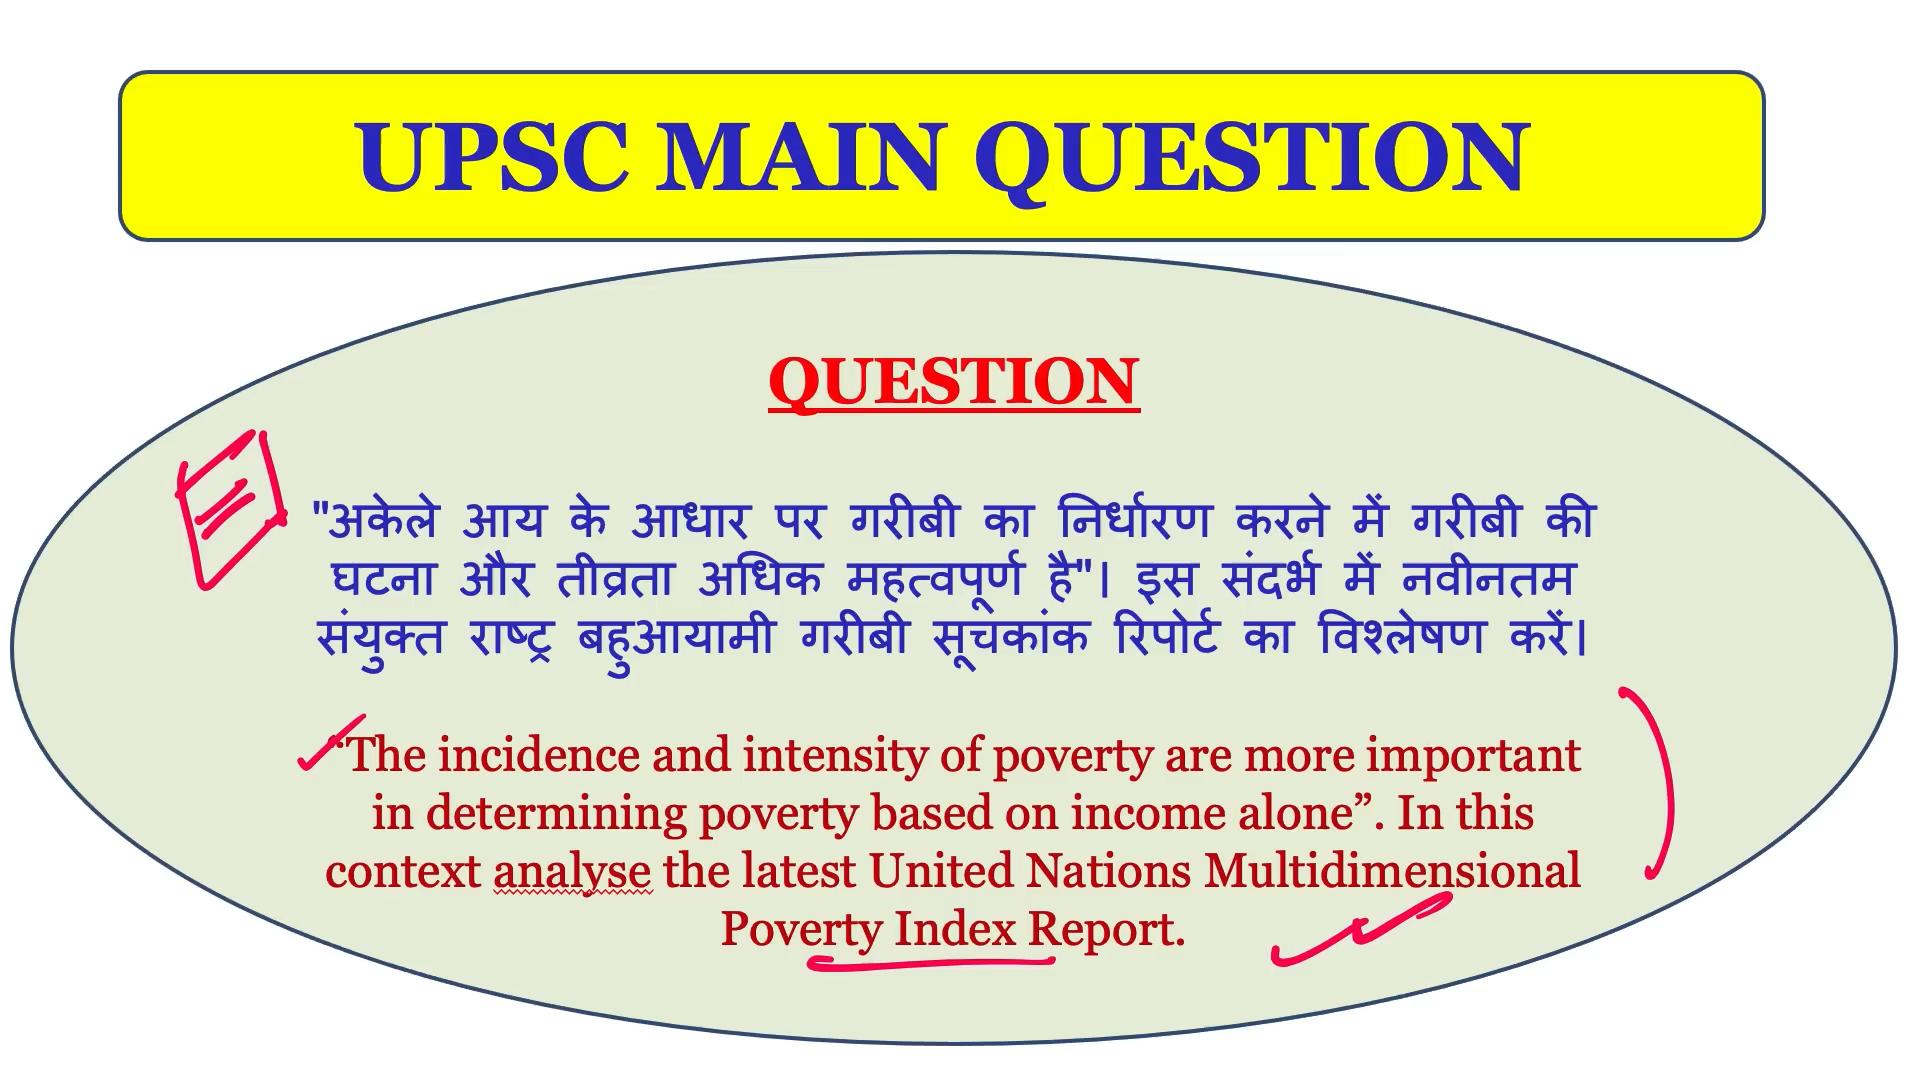 UPSC MAIN QUESTION
QUESTION
"अकेले आय के आधार पर गरीबी का निर्धारण करने में गरीबी की
घटना और तीव्रता अधिक महत्वपूर्ण है"। इस संदर्भ में नवीनतम
संयुक्त राष्ट्र बहुआयामी गरीबी सूचकांक रिपोर्ट का विश्लेषण करें।
“The incidence and intensity of poverty are more important
in determining poverty based on income alone”. In this
context analyse the latest United Nations Multidimensional
Poverty Index Report.